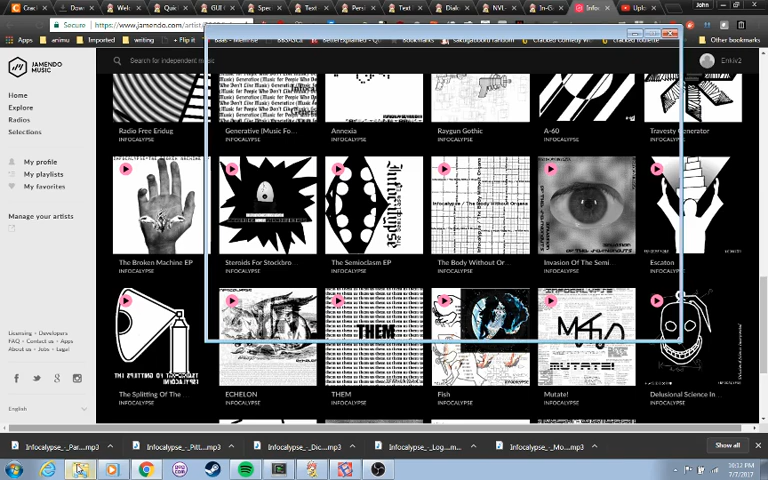 Secure
https://www.jamendo.com/artist/
Apps
animu
Imported
writing
+ Flip it
Bookmarks
Other bookmarks
John
JAMENDO
MUSIC
Search for independent music
Home
Explore
Radios
Selections
My profile
My playlists
My favorites
Manage your artists
Radio Free Eridug
INFOCALYPSE
Generative (Music Fo...
INFOCALYPSE
Annexia
INFOCALYPSE
Raygun Gothic
INFOCALYPSE
A-60
INFOCALYPSE
Travesty Generator
INFOCALYPSE
The Broken Machine EP
INFOCALYPSE
Steroids For Stockbro...
INFOCALYPSE
The Semioclasm EP
INFOCALYPSE
The Body Without Or...
INFOCALYPSE
Invasion Of The Semi...
INFOCALYPSE
Escaton
INFOCALYPSE
THEM
MUTATE!
The Splitting Of The ...
INFOCALYPSE
ECHELON
INFOCALYPSE
THEM
INFOCALYPSE
Fish
INFOCALYPSE
Mutate!
INFOCALYPSE
Delusional Science In...
INFOCALYPSE
Licensing • Developers
FAQ • Contact us • Apps
About us • Jobs • Legal
English
Infocalypse_-_Par....mp3
Infocalypse_-_Pitt....mp3
Infocalypse_-_Dic....mp3
Infocalypse_-_Log....m...
Infocalypse_-_Mo....mp3
Show all
10:12 PM
7/7/2017